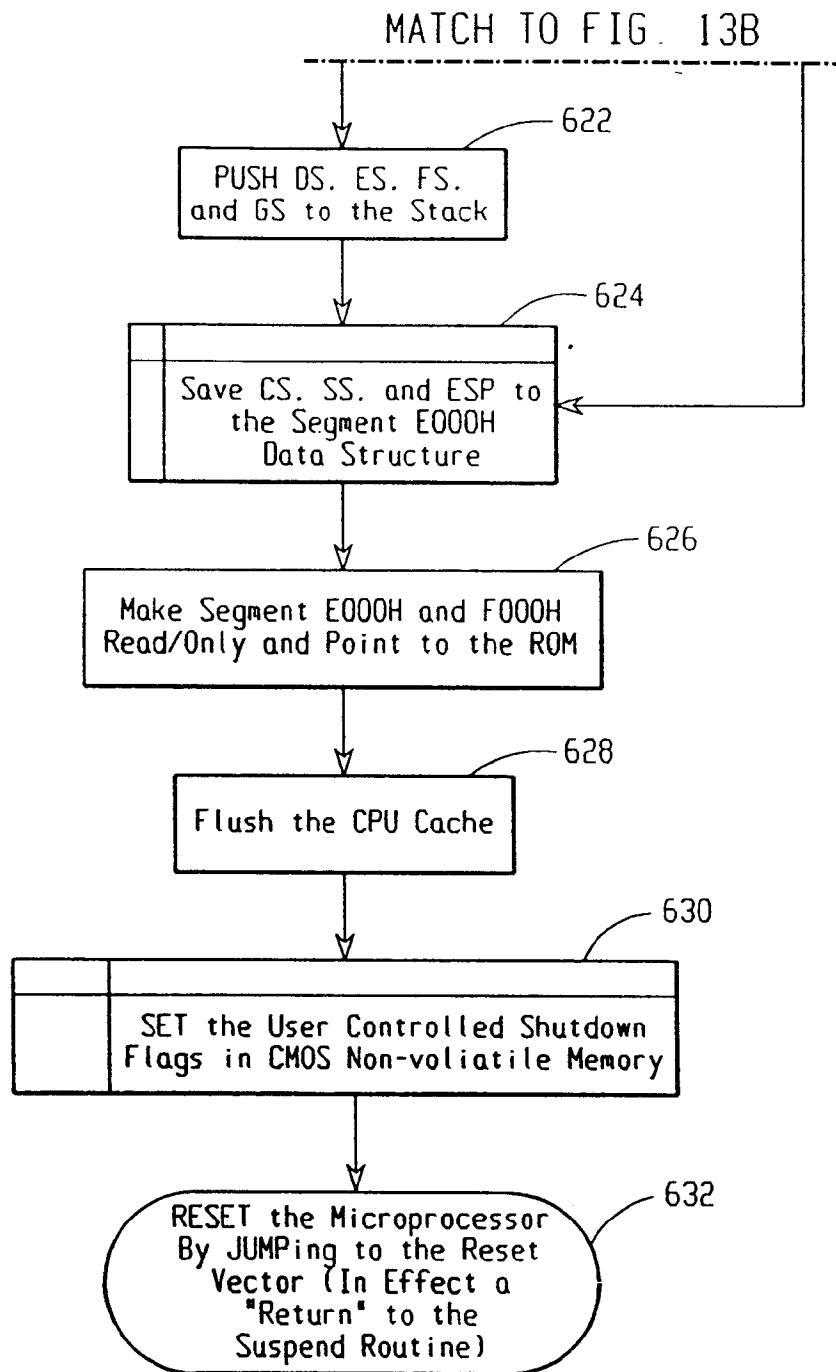 MATCH TO FIG. 13B
622
PUSH DS. ES. FS.
and GS to the Stack
624
Save CS. SS. and ESP to
the Segment E000H
Data Structure
626
Make Segment E000H and F000H
Read/Only and Point to the ROM
628
Flush the CPU Cache
630
SET the User Controlled Shutdown
Flags in CMOS Non-voliatile Memory
632
RESET the Microprocessor
By JUMPing to the Reset
Vector (In Effect a
"Return" to the
Suspend Routine)